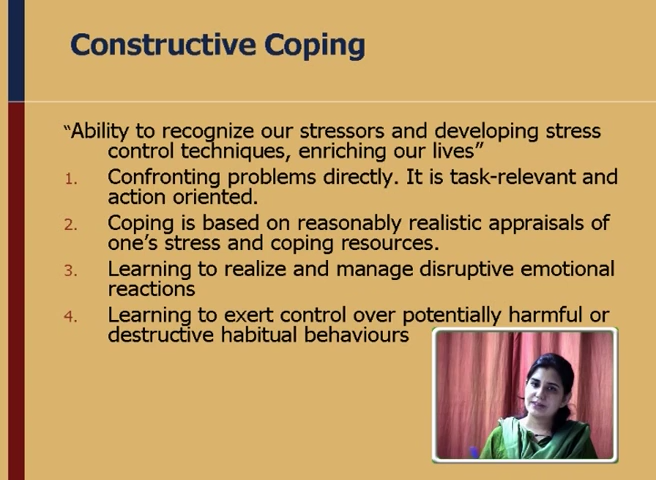 Constructive Coping
“Ability to recognize our stressors and developing stress
control techniques, enriching our lives”
1. Confronting problems directly. It is task-relevant and
action oriented.
2. Coping is based on reasonably realistic appraisals of
one’s stress and coping resources.
3. Learning to realize and manage disruptive emotional
reactions
4. Learning to exert control over potentially harmful or
destructive habitual behaviours